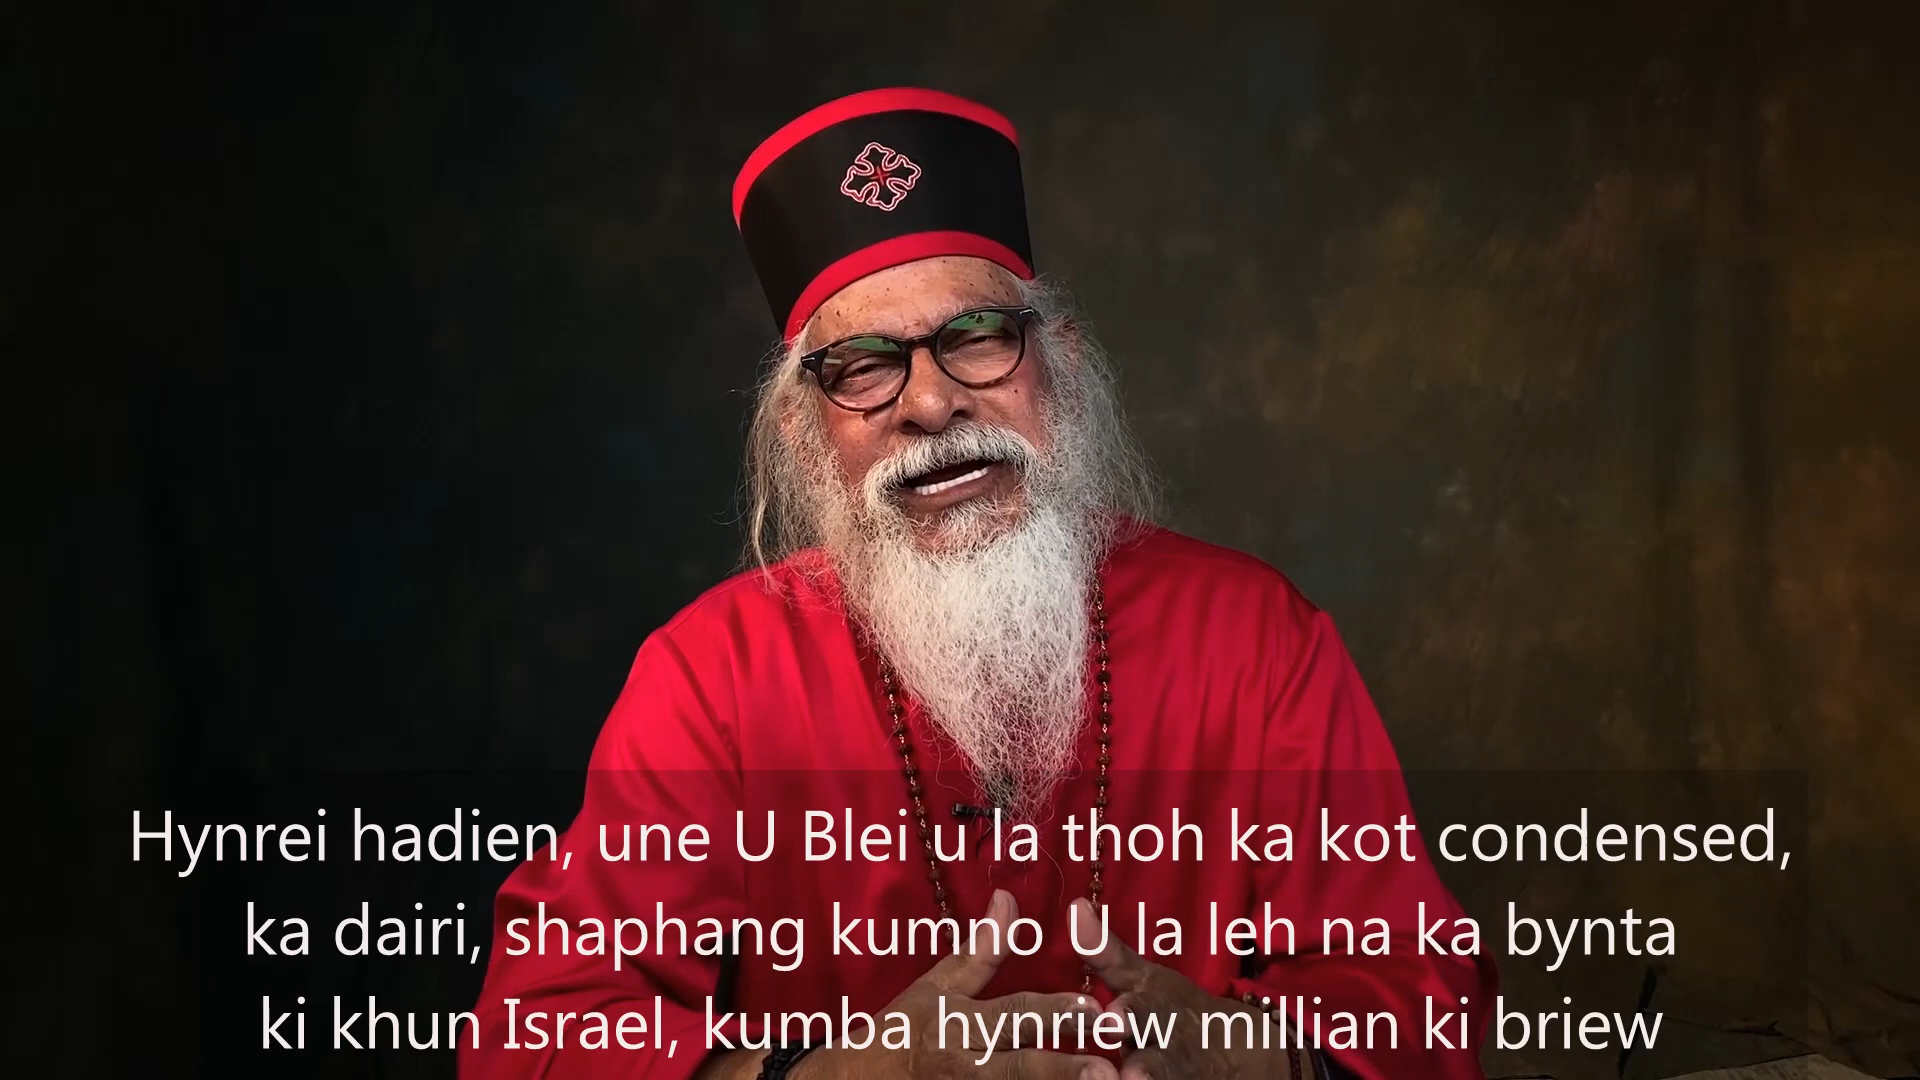 Hynrei hadien, une U Blei u la thoh ka kot condensed,
ka dairi, shaphang kumno U la leh na ka bynta
ki khun Israel, kumba hynriew millian ki briew